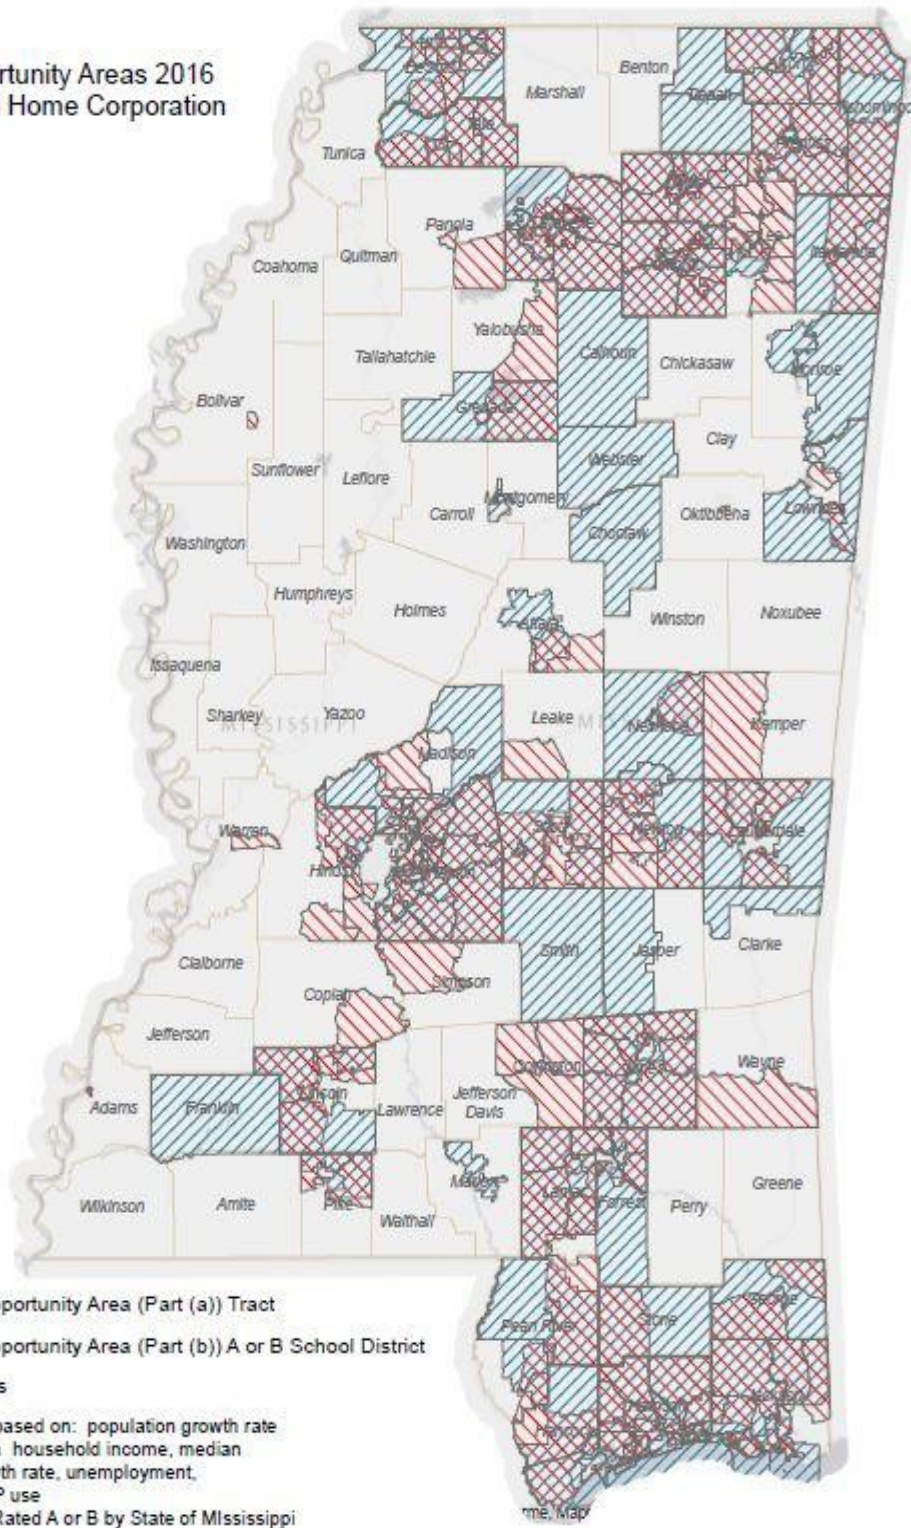 rtunity Areas 2016
Home Corporation
Benton
Marshall
Tippah
Tunica
Panola
Quitman
Coahoma
Yalobusha
Tallahatchie
Calhoun
Chickasaw
Monroe
Bolivar
Grenada
Clay
Webster
Sunflower
Leflore
Montgomery
Carroll
Oktibbeha
Lowndes
Choctaw
Washington
Humphreys
Holmes
Attala
Winston
Noxubee
Issaquena
Sharkey
Yazoo
Leake
Neshoba
Kemper
MISSISSIPPI
Madison
Warren
Hinds
Scott
Newton
Lauderdale
Claiborne
Smith
Jasper
Clarke
Copiah
Simpson
Jefferson
Covington
Jones
Wayne
Adams
Franklin
Lincoln
Lawrence
Jefferson
Davis
Marion
Lamar
Forrest
Perry
Greene
Wilkinson
Amite
Pike
Walthall
pportunity Area (Part (a)) Tract
pportunity Area (Part (b)) A or B School District
s
Pearl River
Stone
George
based on: population growth rate
household income, median
th rate, unemployment,
P use
Rated A or B by State of MIssissippi
Hancock